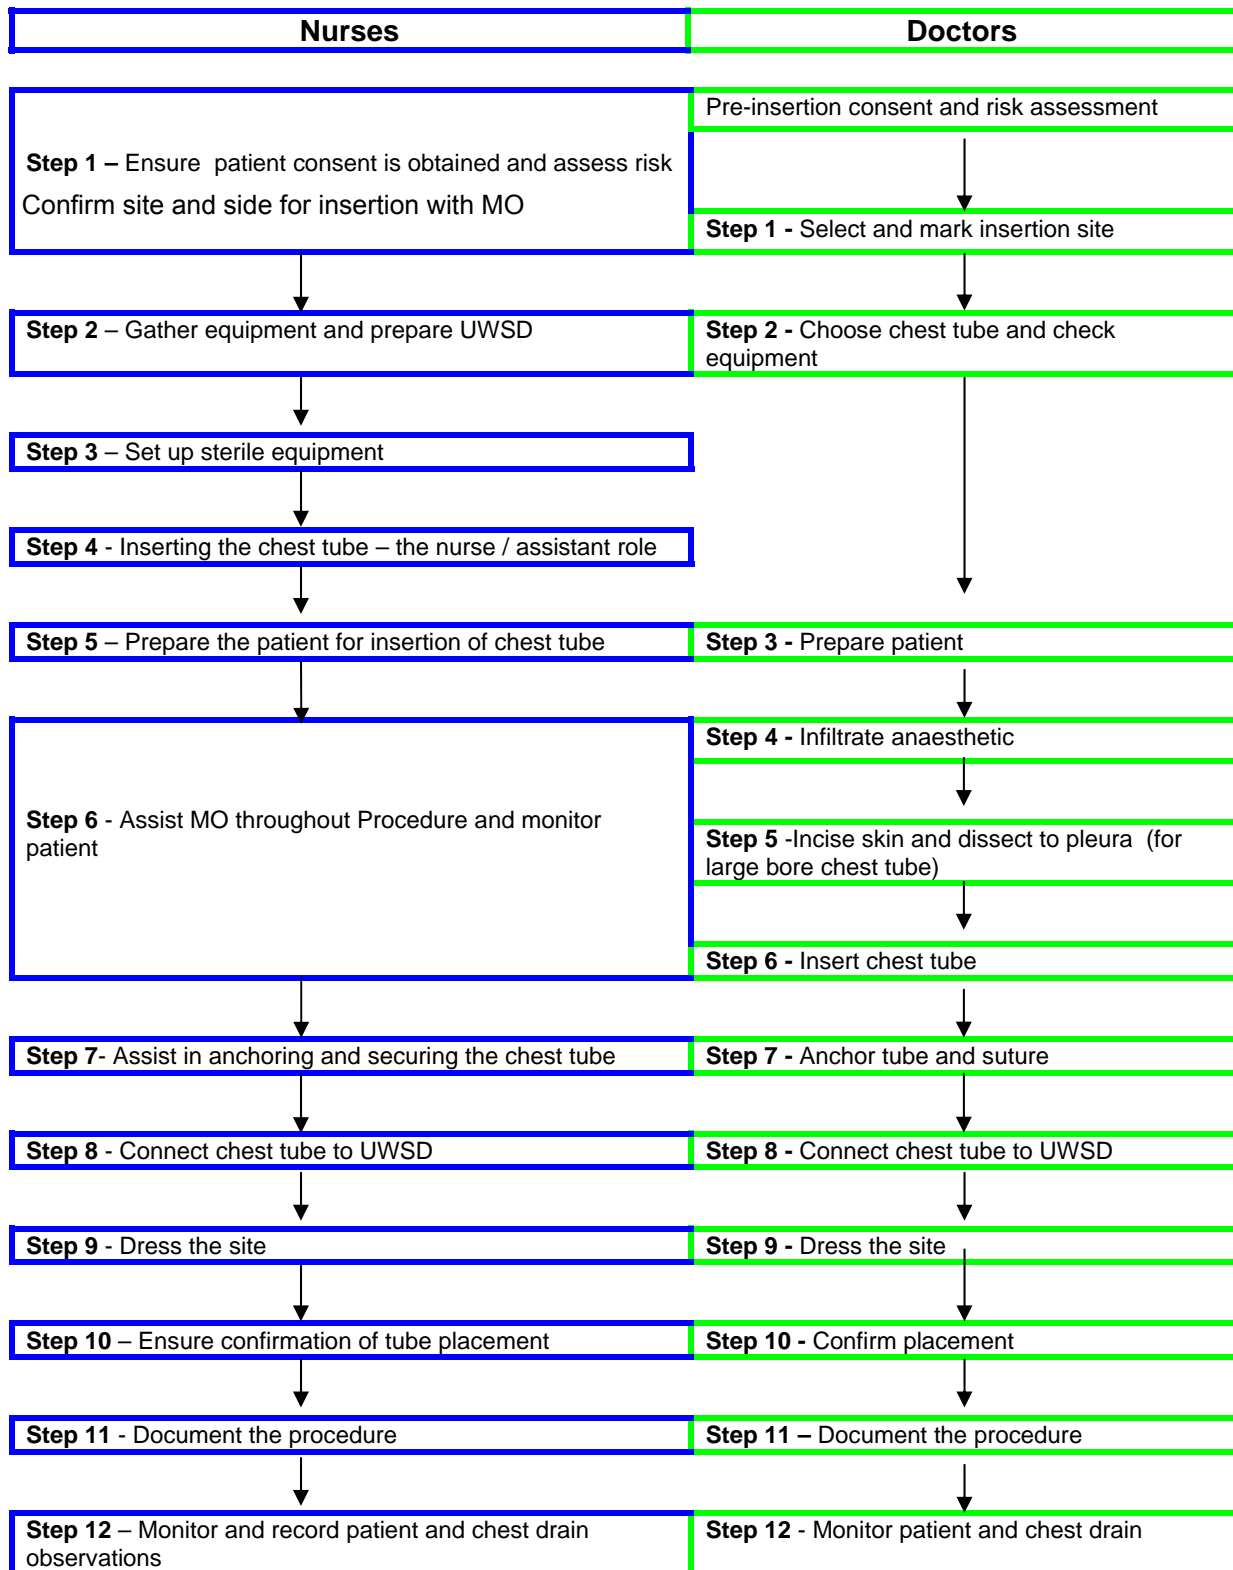 Nurses
Doctors
Pre-insertion consent and risk assessment
Step 1 – Ensure  patient consent is obtained and assess risk
Confirm site and side for insertion with MO
Step 1 - Select and mark insertion site
Step 2 – Gather equipment and prepare UWSD
Step 2 - Choose chest tube and check
equipment
Step 3 – Set up sterile equipment
Step 4 - Inserting the chest tube – the nurse / assistant role
Step 5 – Prepare the patient for insertion of chest tube
Step 3 - Prepare patient
Step 4 - Infiltrate anaesthetic
Step 6 - Assist MO throughout Procedure and monitor
patient
Step 5 -Incise skin and dissect to pleura  (for
large bore chest tube)
Step 6 - Insert chest tube
Step 7- Assist in anchoring and securing the chest tube
Step 7 - Anchor tube and suture
Step 8 - Connect chest tube to UWSD
Step 8 - Connect chest tube to UWSD
Step 9 - Dress the site
Step 9 - Dress the site
Step 10 – Ensure confirmation of tube placement
Step 10 - Confirm placement
Step 11 - Document the procedure
Step 11 – Document the procedure
Step 12 – Monitor and record patient and chest drain
observations
Step 12 - Monitor patient and chest drain